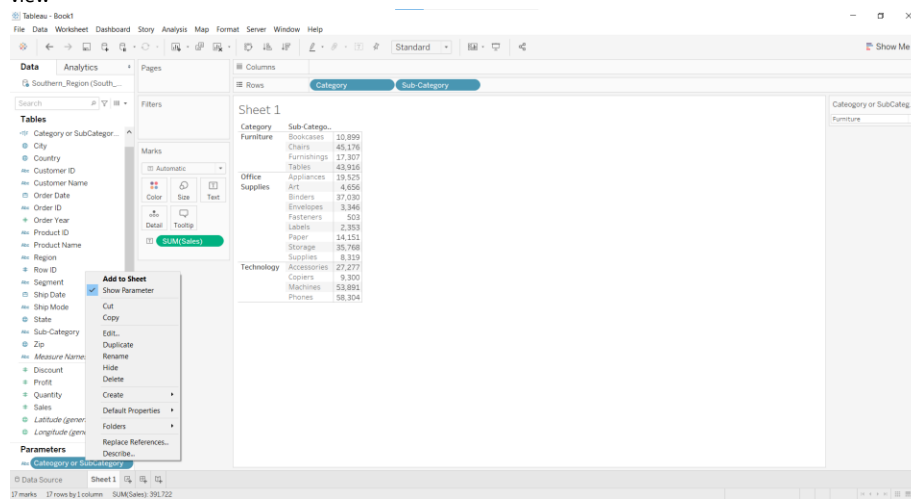 view
Tableau - Book1
File Data Worksheet Dashboard Story Analysis Map Format Server Window Help
Standard
Show Me
Data Analytics
Southern_Region (South_...
Search
Tables
Category or SubCategor...
City
Country
Customer ID
Customer Name
Order Date
Order ID
Order Year
Product ID
Product Name
Region
Row ID
Segment
Ship Date
Ship Mode
State
Sub-Category
Zip
Measure Name
Discount
Profit
Quantity
Sales
Latitude (gener
Longitude (gen
Parameters
Cateogory or SubCategory
Add to Sheet
Show Parameter
Cut
Copy
Edit...
Duplicate
Rename
Hide
Delete
Create
Default Properties
Folders
Replace References...
Describe...
Pages
Filters
Marks
Automatic
Color Size Text
Detail Tooltip
SUM(Sales)
Columns
Rows Category Sub-Category
Sheet 1
Category Sub-Catego..
Furniture Bookcases 10,899
Chairs 45,176
Furnishings 17,307
Tables 43,916
Office Supplies Appliances 19,525
Art 4,656
Binders 37,030
Envelopes 3,346
Fasteners 503
Labels 2,353
Paper 14,151
Storage 35,768
Supplies 8,319
Technology Accessories 27,277
Copiers 9,300
Machines 53,891
Phones 58,304
Cateogory or SubCateg
Furniture
Data Source Sheet 1
17 marks 17 rows by 1 column SUM(Sales): 391,722